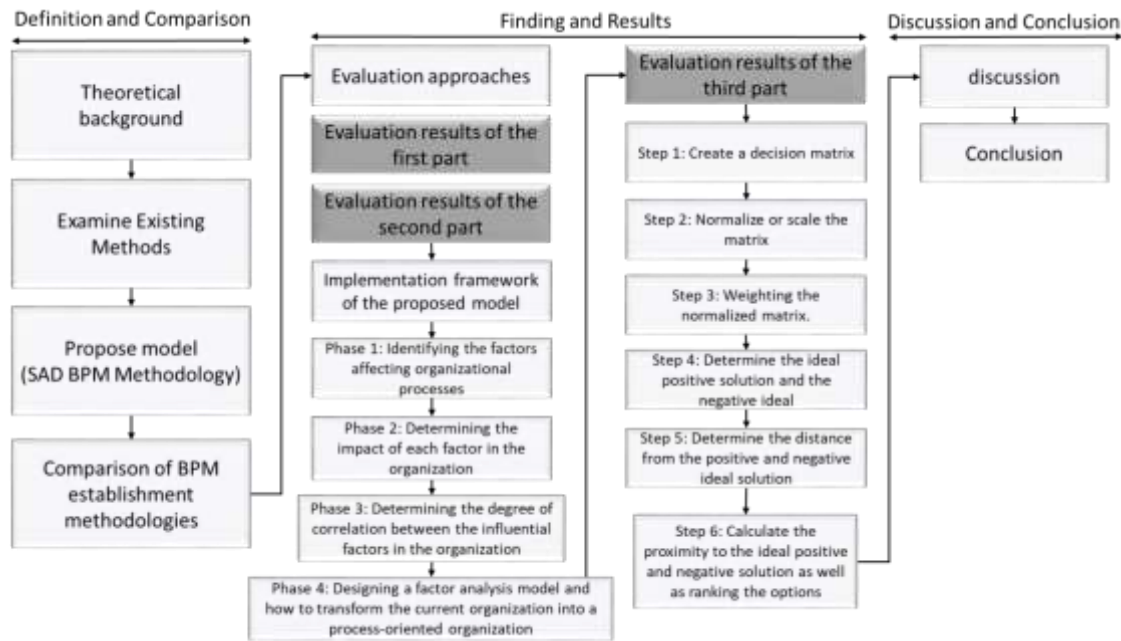 Definition and Comparison
Theoretical
background
Examine Existing
Methods
Propose model
(SAD BPM Methodology)
Comparison of BPM
establishment
methodologies
Finding and Results
Evaluation approaches
Evaluation results of the
first part
Evaluation results of the
second part
Implementation framework
of the proposed model
Phase 1: Identifying the factors
affecting organizational
processes
Phase 2: Determining the
impact of each factor in the
organization
Phase 3: Determining the degree of
correlation between the influential
factors in the organization
Phase 4: Designing a factor analysis model and
how to transform the current organization into a
process-oriented organization
Evaluation results of the
third part
Step 1: Create a decision matrix
Step 2: Normalize or scale the
matrix
Step 3: Weighting the
normalized matrix.
Step 4: Determine the ideal
positive solution and the
negative ideal
Step 5: Determine the distance
from the positive and negative
ideal solution
Step 6: Calculate the
proximity to the ideal positive
and negative solution as well
as ranking the options
Discussion and Conclusion
discussion
Conclusion